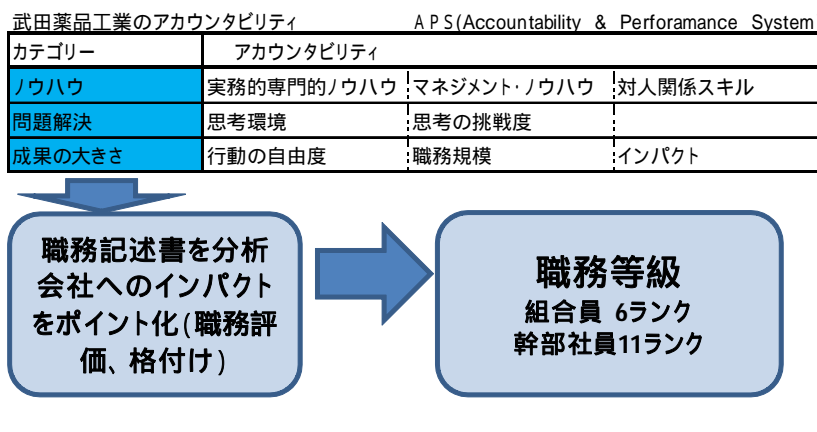 武田薬品工業のアカウンタビリティ APS(Accountability & Perforamance System
カテゴリー アカウンタビリティ
ノウハウ 実務的専門的ノウハウ マネジメント・ノウハウ 対人関係スキル
問題解決 思考環境 思考の挑戦度
成果の大きさ 行動の自由度 職務規模 インパクト
職務記述書を分析
会社へのインパクト
をポイント化(職務評
価、格付け)
職務等級
組合員 6ランク
幹部社員11ランク